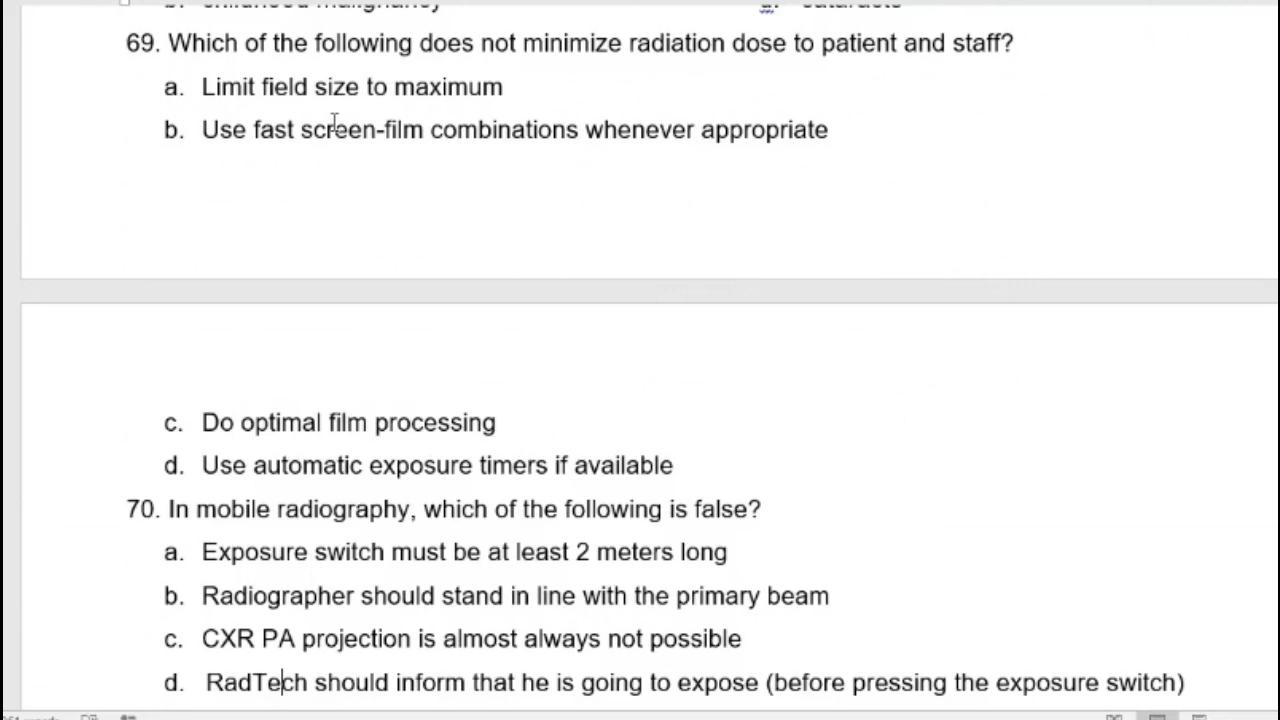 69. Which of the following does not minimize radiation dose to patient and staff?
a. Limit field size to maximum
b. Use fast screen-film combinations whenever appropriate
c. Do optimal film processing
d. Use automatic exposure timers if available
70. In mobile radiography, which of the following is false?
a. Exposure switch must be at least 2 meters long
b. Radiographer should stand in line with the primary beam
c. CXR PA projection is almost always not possible
d. RadTech should inform that he is going to expose (before pressing the exposure switch)